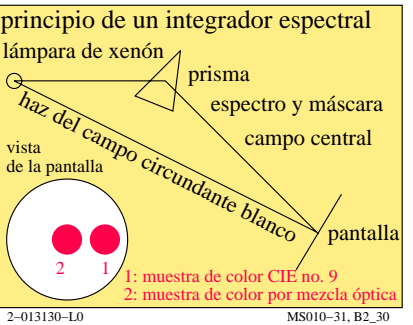 principio de un integrador espectral
lámpara de xenón
prisma
espectro y máscara
campo central
haz del campo circundante blanco
vista
de la pantalla
pantalla
2 1
1: muestra de color CIE no. 9
2: muestra de color por mezcla óptica
2–013130–L0 MS010–31, B2_30